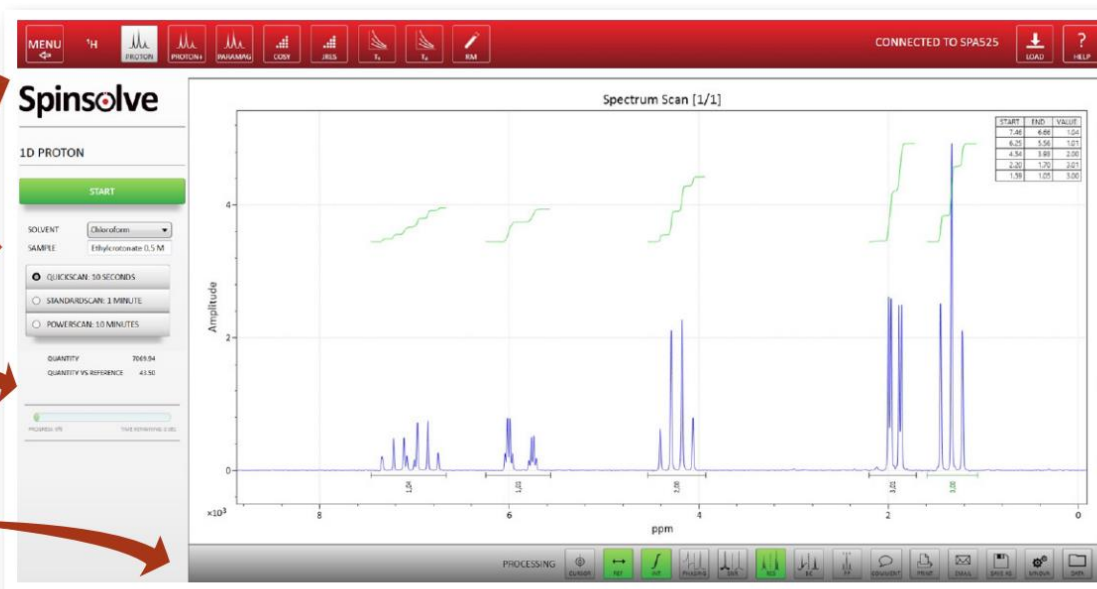 MENU
¹H
PROTON
PROTON+
PARAMAG
COSY
JRES
T₁
T₂
RM
CONNECTED TO SPA525
LOAD
HELP
Spinsolve
1D PROTON
START
SOLVENT Chloroform
SAMPLE Ethylcrotonate 0.5 M
QUICKSCAN: 10 SECONDS
STANDARDSCAN: 1 MINUTE
POWERSCAN: 10 MINUTES
QUANTITY 7069.94
QUANTITY VS REFERENCE 43.50
Spectrum Scan [1/1]
START END VALUE
7.46 6.66 1.04
6.25 5.56 1.01
4.54 3.93 2.00
2.20 1.70 3.01
1.59 1.05 3.00
Amplitude
4
2
0
1,04
1,01
2,00
3,01
3,00
×10³
8
6
4
2
0
ppm
PROCESSING
CURSOR
REF
INT
PHASING
COMMENT
PRINT
EMAIL
SAVE AS
MNOVA
DATA